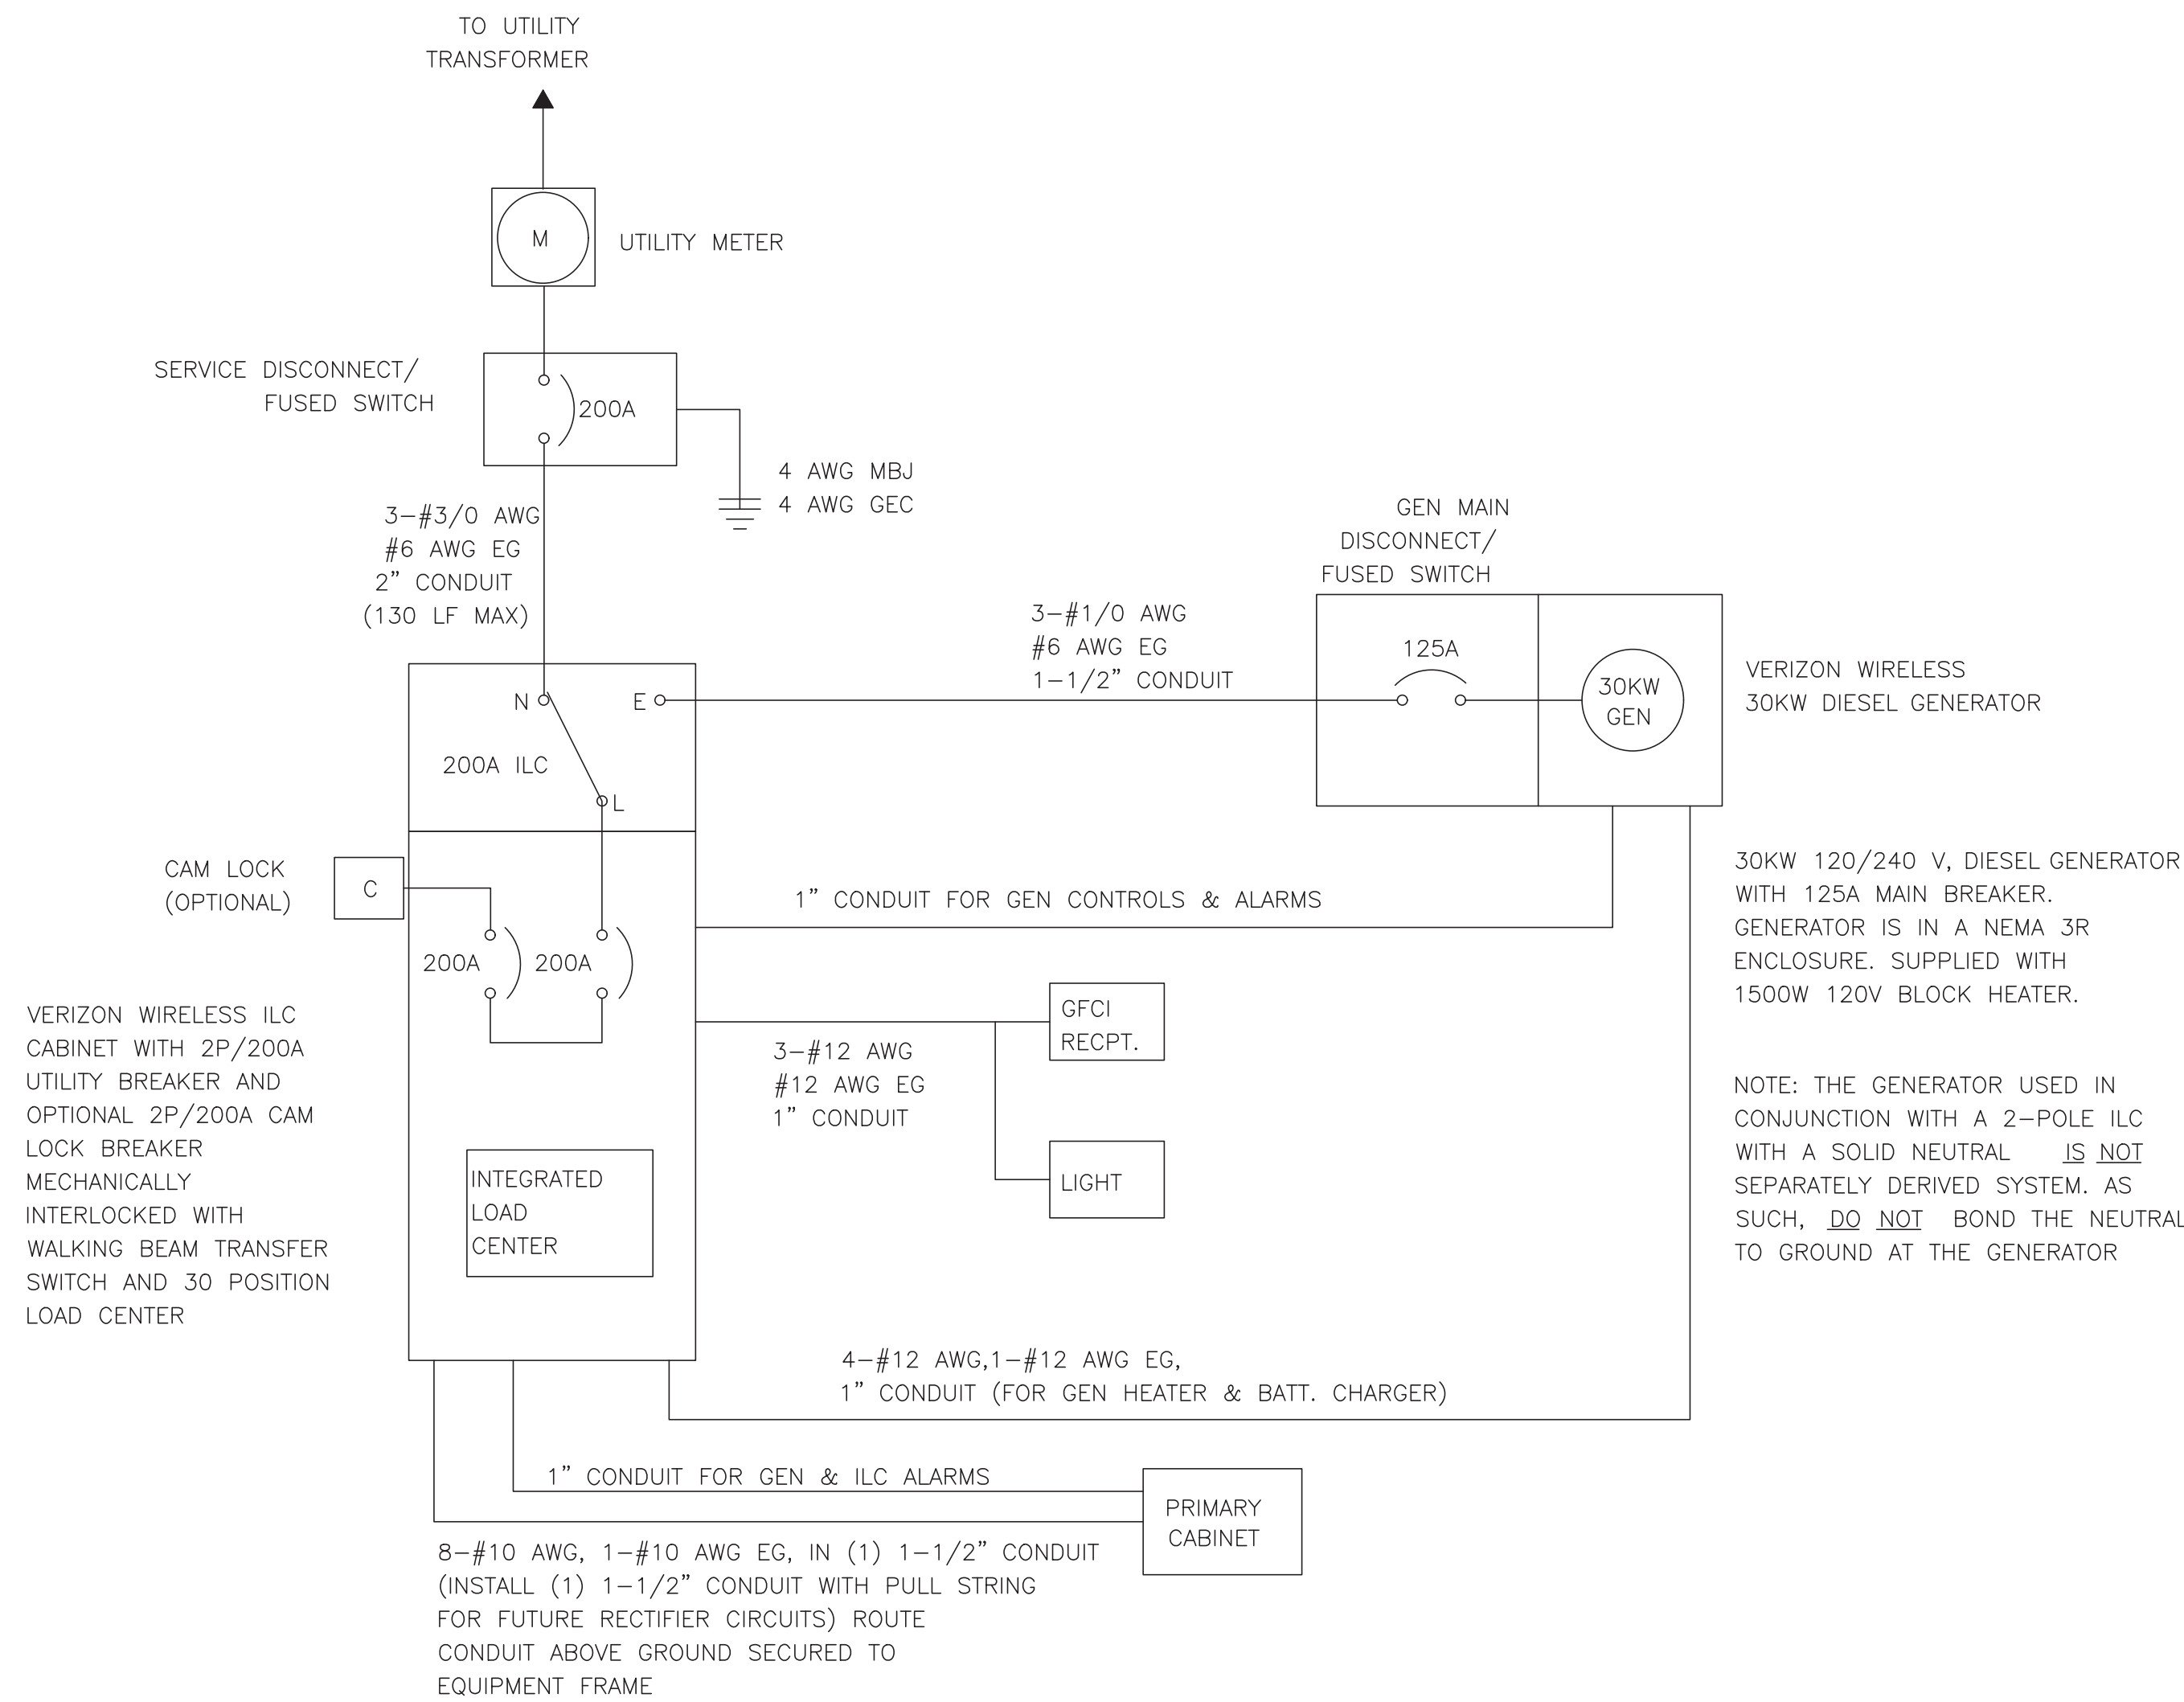 TO UTILITY
TRANSFORMER
M
UTILITY METER
SERVICE DISCONNECT/
FUSED SWITCH
200A
4 AWG MBJ
4 AWG GEC
3-#3/0 AWG
#6 AWG EG
2" CONDUIT
(130 LF MAX)
GEN MAIN
DISCONNECT/
FUSED SWITCH
3-#1/0 AWG
#6 AWG EG
1-1/2" CONDUIT
125A
30KW
GEN
VERIZON WIRELESS
30KW DIESEL GENERATOR
N
E
200A ILC
L
CAM LOCK
(OPTIONAL)
C
1" CONDUIT FOR GEN CONTROLS & ALARMS
200A
200A
30KW 120/240 V, DIESEL GENERATOR
WITH 125A MAIN BREAKER.
GENERATOR IS IN A NEMA 3R
ENCLOSURE. SUPPLIED WITH
1500W 120V BLOCK HEATER.
VERIZON WIRELESS ILC
CABINET WITH 2P/200A
UTILITY BREAKER AND
OPTIONAL 2P/200A CAM
LOCK BREAKER
MECHANICALLY
INTERLOCKED WITH
WALKING BEAM TRANSFER
SWITCH AND 30 POSITION
LOAD CENTER
GFCI
RECPT.
3-#12 AWG
#12 AWG EG
1" CONDUIT
LIGHT
NOTE: THE GENERATOR USED IN
CONJUNCTION WITH A 2-POLE ILC
WITH A SOLID NEUTRAL IS NOT
SEPARATELY DERIVED SYSTEM. AS
SUCH, DO NOT BOND THE NEUTRAL
TO GROUND AT THE GENERATOR
INTEGRATED
LOAD
CENTER
4-#12 AWG,1-#12 AWG EG,
1" CONDUIT (FOR GEN HEATER & BATT. CHARGER)
1" CONDUIT FOR GEN & ILC ALARMS
PRIMARY
CABINET
8-#10 AWG, 1-#10 AWG EG, IN (1) 1-1/2" CONDUIT
(INSTALL (1) 1-1/2" CONDUIT WITH PULL STRING
FOR FUTURE RECTIFIER CIRCUITS) ROUTE
CONDUIT ABOVE GROUND SECURED TO
EQUIPMENT FRAME